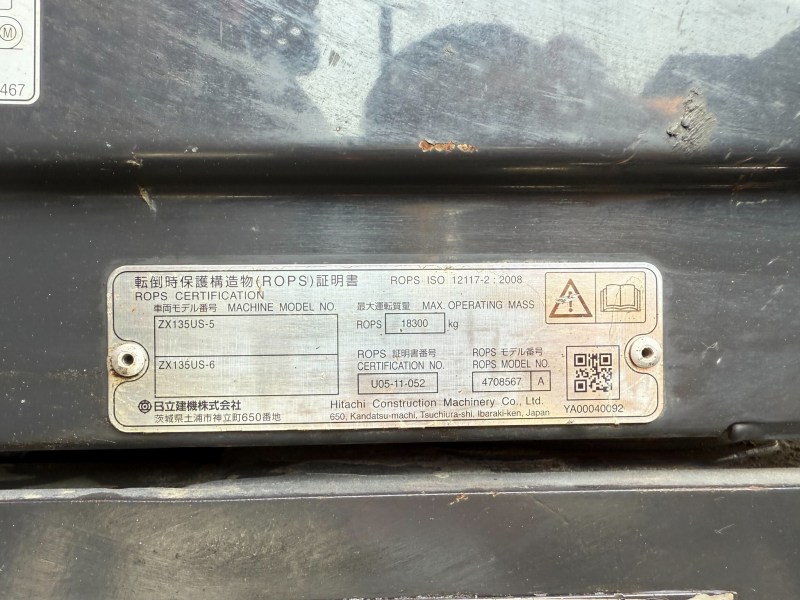 M
467
転倒時保護構造物(ROPS)証明書 ROPS ISO 12117-2 : 2008
ROPS CERTIFICATION
車両モデル番号 MACHINE MODEL NO. 最大運転質量 MAX. OPERATING MASS
ZX135US-5 ROPS 18300 kg
ZX135US-6 ROPS 証明書番号 ROPS モデル番号
CERTIFICATION NO. ROPS MODEL NO.
U05-11-052 4708567 A
日立建機株式会社 Hitachi Construction Machinery Co., Ltd. YA00040092
茨城県土浦市神立町650番地 650, Kandatsu-machi, Tsuchiura-shi, Ibaraki-ken, Japan